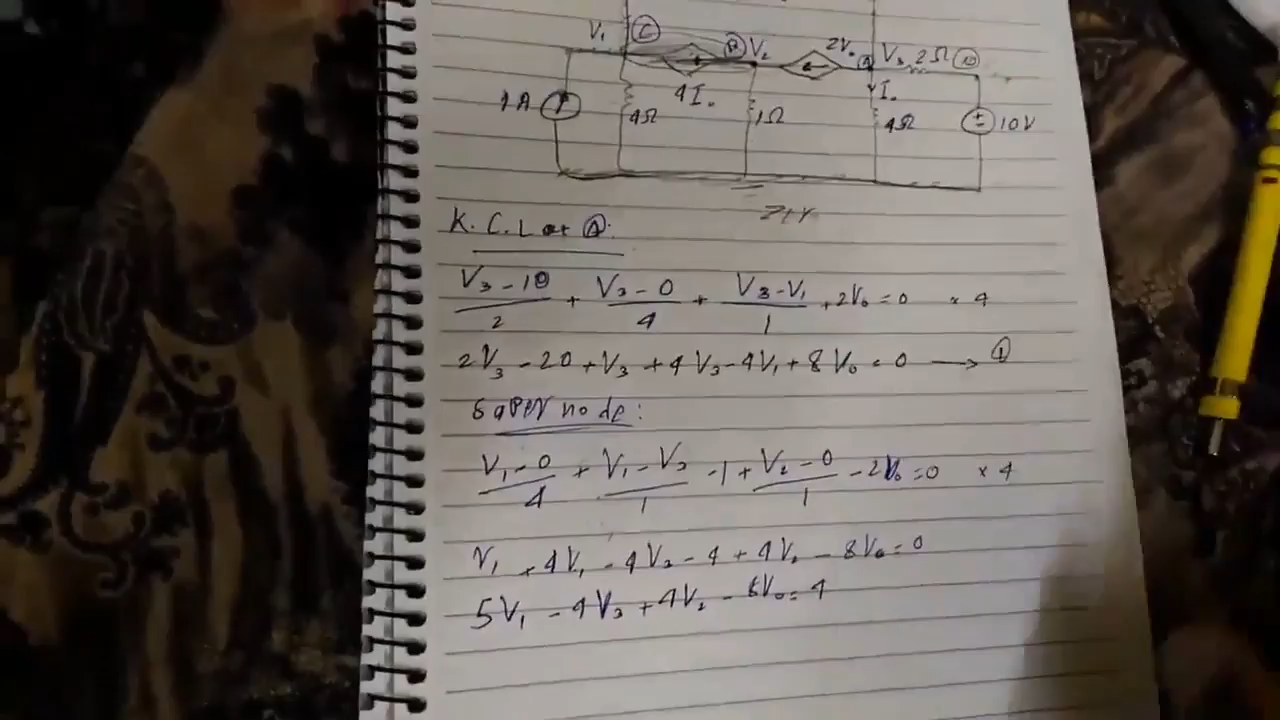 V₁ Ⓒ Ⓑ V₂ 2V₀ Ⓐ V₃ 2Ω Ⓓ
1A 4Ω 4I₀ 1Ω I₀ 4Ω 10V
K.C.L at Ⓐ:
(V₃-10)/2 + (V₃-0)/4 + (V₃-V₁)/1 + 2V₀ = 0 × 4
2V₃ - 20 + V₃ + 4V₃ - 4V₁ + 8V₀ = 0 → ①
Super node:
(V₁-0)/4 + (V₁-V₃)/1 - 1 + (V₂-0)/1 - 2V₀ = 0 × 4
V₁ + 4V₁ - 4V₃ - 4 + 4V₂ - 8V₀ = 0
5V₁ - 4V₃ + 4V₂ - 8V₀ = 4